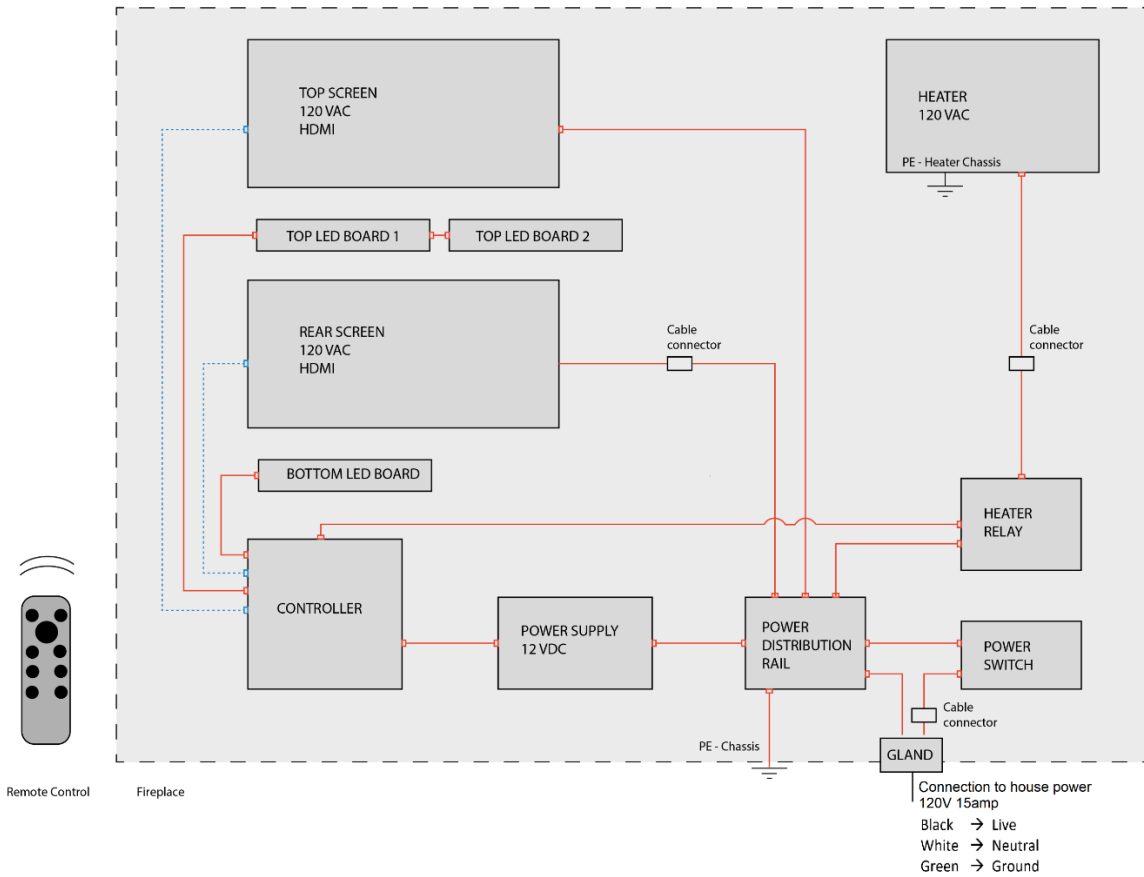 TOP SCREEN
120 VAC
HDMI
HEATER
120 VAC
PE - Heater Chassis
TOP LED BOARD 1
TOP LED BOARD 2
REAR SCREEN
120 VAC
HDMI
Cable
connector
Cable
connector
BOTTOM LED BOARD
HEATER
RELAY
CONTROLLER
POWER SUPPLY
12 VDC
POWER
DISTRIBUTION
RAIL
POWER
SWITCH
Cable
connector
PE - Chassis
GLAND
Remote Control
Fireplace
Connection to house power
120V 15amp
Black → Live
White → Neutral
Green → Ground